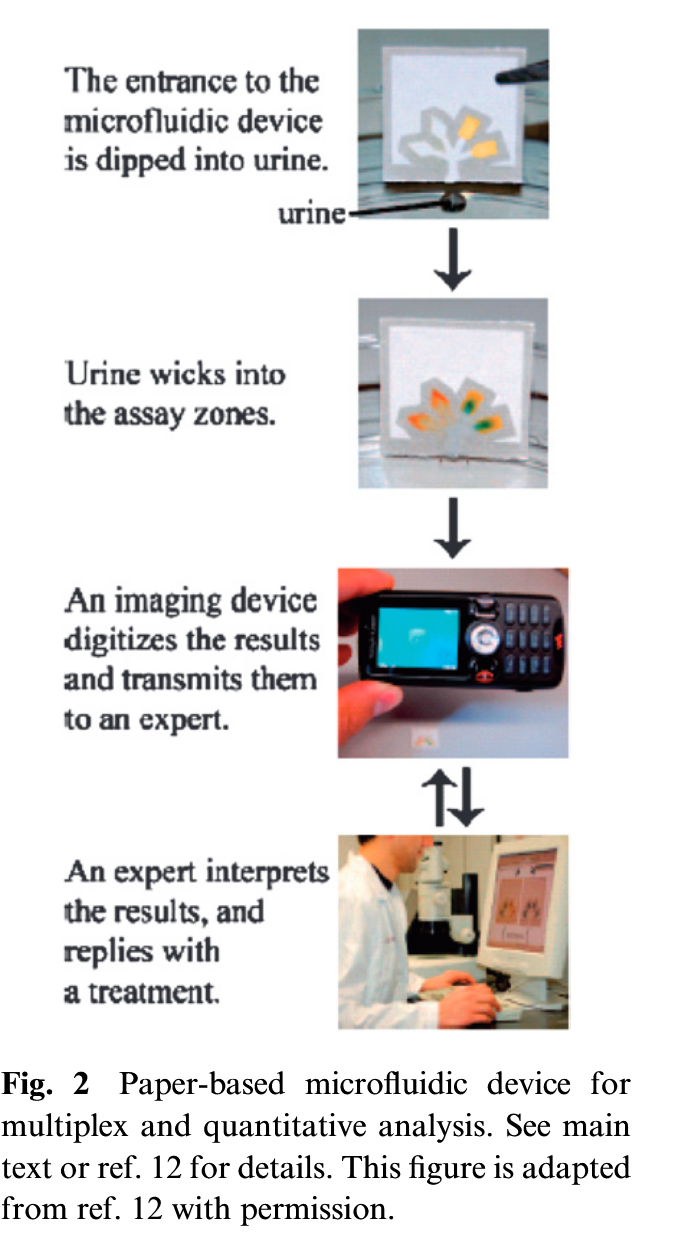 The entrance to the
microfluidic device
is dipped into urine.
urine
Urine wicks into
the assay zones.
An imaging device
digitizes the results
and transmits them
to an expert.
An expert interprets
the results, and
replies with
a treatment.
Fig. 2 Paper-based microfluidic device for
multiplex and quantitative analysis. See main
text or ref. 12 for details. This figure is adapted
from ref. 12 with permission.